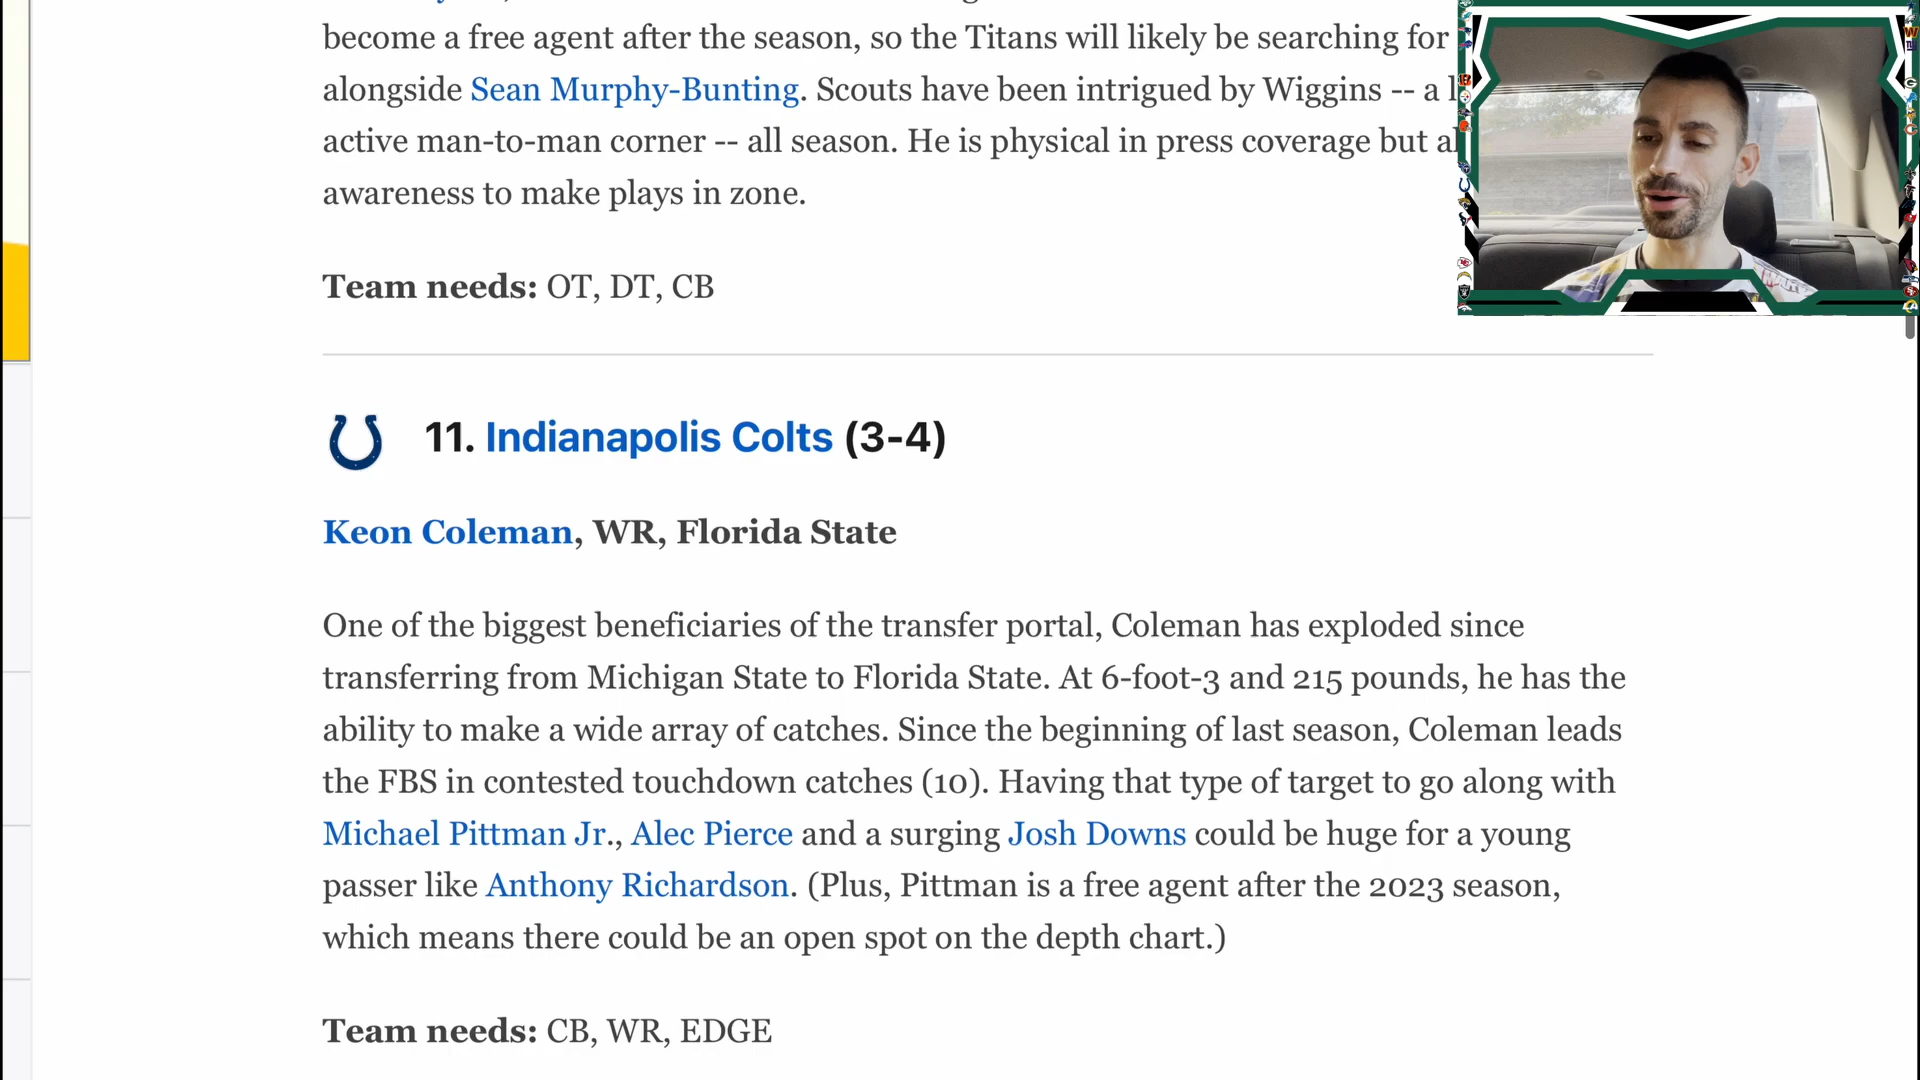 become a free agent after the season, so the Titans will likely be searching for
alongside Sean Murphy-Bunting. Scouts have been intrigued by Wiggins -- a l
active man-to-man corner -- all season. He is physical in press coverage but al
awareness to make plays in zone.
Team needs: OT, DT, CB
11. Indianapolis Colts (3-4)
Keon Coleman, WR, Florida State
One of the biggest beneficiaries of the transfer portal, Coleman has exploded since
transferring from Michigan State to Florida State. At 6-foot-3 and 215 pounds, he has the
ability to make a wide array of catches. Since the beginning of last season, Coleman leads
the FBS in contested touchdown catches (10). Having that type of target to go along with
Michael Pittman Jr., Alec Pierce and a surging Josh Downs could be huge for a young
passer like Anthony Richardson. (Plus, Pittman is a free agent after the 2023 season,
which means there could be an open spot on the depth chart.)
Team needs: CB, WR, EDGE